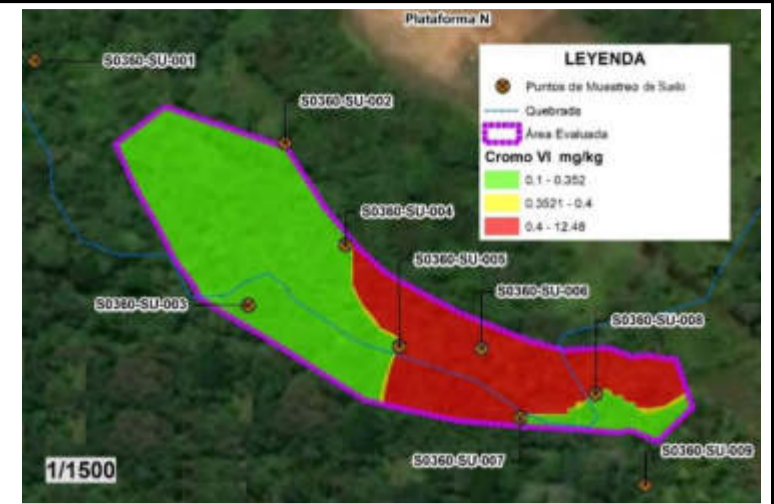 Plataforma N
S0360-SU-001
S0360-SU-002
LEYENDA
Puntos de Muestreo de Suelo
Quebrada
Área Evaluada
Cromo VI mg/kg
0.1 - 0.352
0.3521 - 0.4
0.4 - 12.48
S0360-SU-004
S0360-SU-005
S0360-SU-006
S0360-SU-003
S0360-SU-008
S0360-SU-007
S0360-SU-009
1/1500